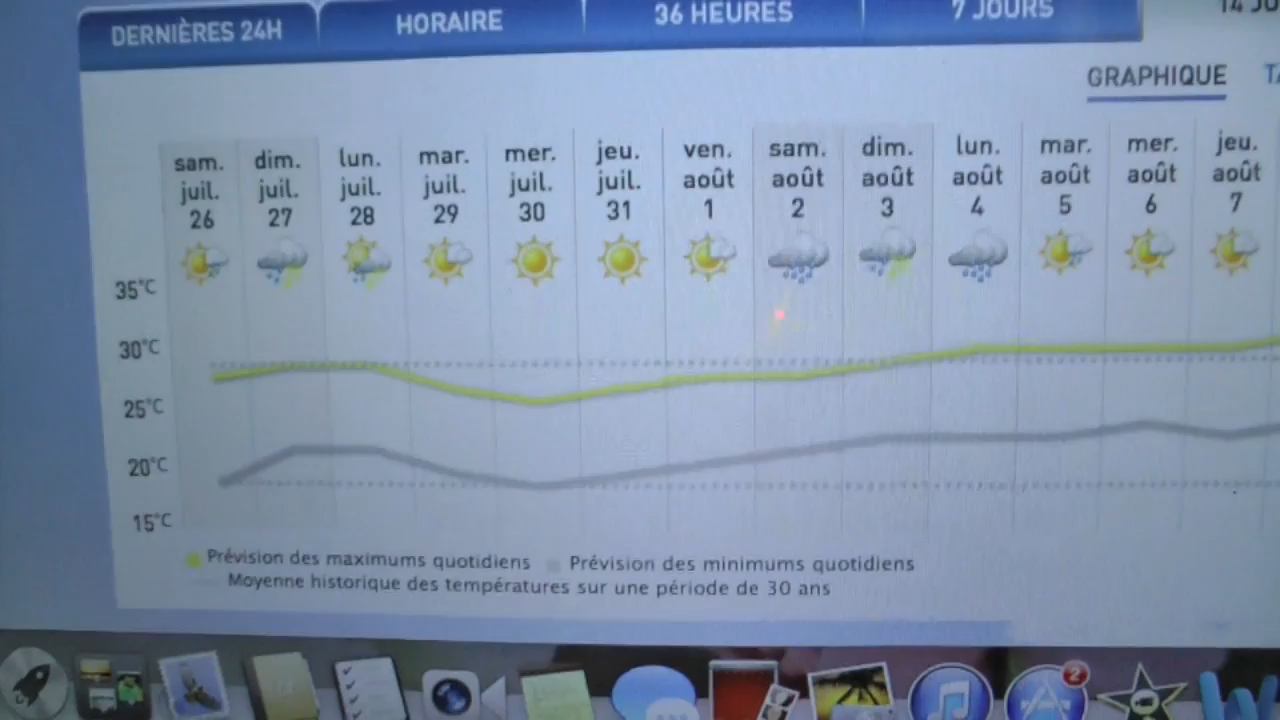 DERNIÈRES 24H HORAIRE 36 HEURES 7 JOURS
GRAPHIQUE
sam. dim. lun. mar. mer. jeu. ven. sam. dim. lun. mar. mer. jeu.
juil. juil. juil. juil. juil. juil. août août août août août août août
26 27 28 29 30 31 1 2 3 4 5 6 7
35°C
30°C
25°C
20°C
15°C
Prévision des maximums quotidiens Prévision des minimums quotidiens
Moyenne historique des températures sur une période de 30 ans
2